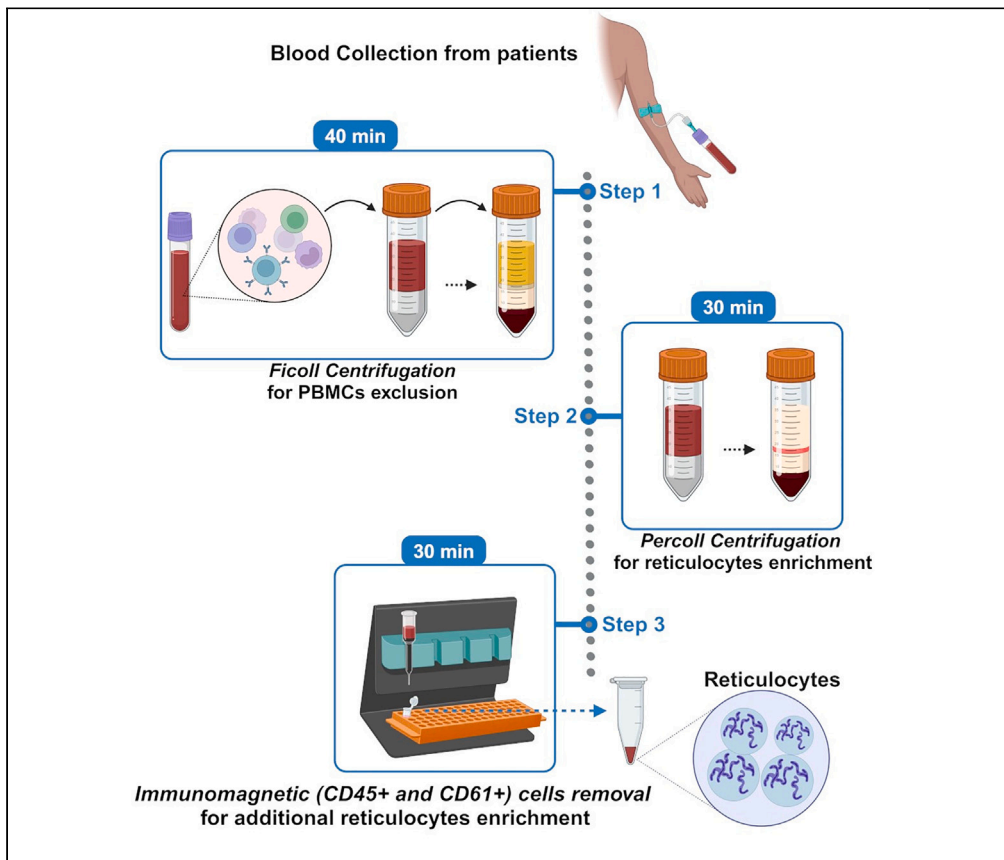 Blood Collection from patients
40 min
Step 1
Ficoll Centrifugation
for PBMCs exclusion
30 min
Step 2
Percoll Centrifugation
for reticulocytes enrichment
30 min
Step 3
Reticulocytes
Immunomagnetic (CD45+ and CD61+) cells removal
for additional reticulocytes enrichment